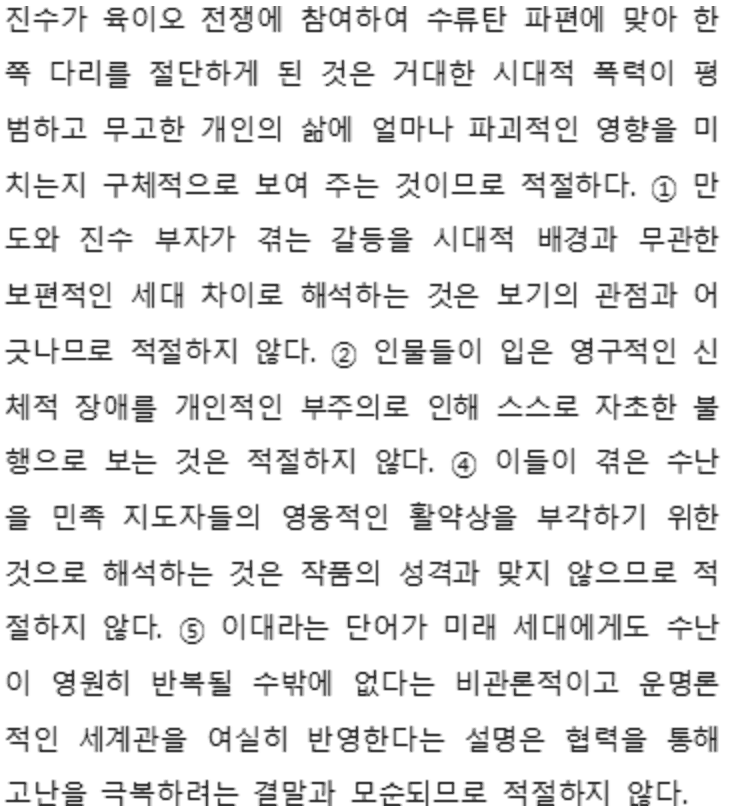 진수가 육이오 전쟁에 참여하여 수류탄 파편에 맞아 한
쪽 다리를 절단하게 된 것은 거대한 시대적 폭력이 평
범하고 무고한 개인의 삶에 얼마나 파괴적인 영향을 미
치는지 구체적으로 보여 주는 것이므로 적절하다. ① 만
도와 진수 부자가 겪는 갈등을 시대적 배경과 무관한
보편적인 세대 차이로 해석하는 것은 보기의 관점과 어
긋나므로 적절하지 않다. ② 인물들이 입은 영구적인 신
체적 장애를 개인적인 부주의로 인해 스스로 자초한 불
행으로 보는 것은 적절하지 않다. ④ 이들이 겪은 수난
을 민족 지도자들의 영웅적인 활약상을 부각하기 위한
것으로 해석하는 것은 작품의 성격과 맞지 않으므로 적
절하지 않다. ⑤ 이대라는 단어가 미래 세대에게도 수난
이 영원히 반복될 수밖에 없다는 비관론적이고 운명론
적인 세계관을 여실히 반영한다는 설명은 협력을 통해
고난을 극복하려는 결말과 모순되므로 적절하지 않다.